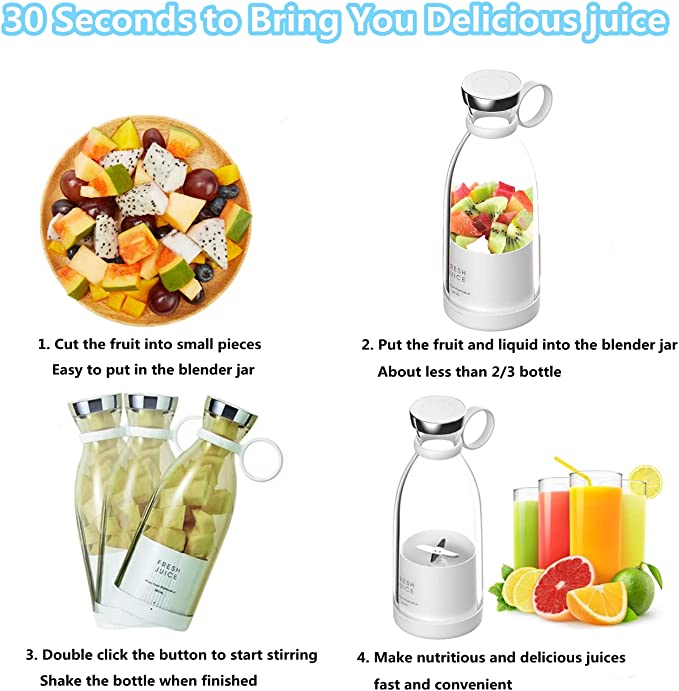 30 Seconds to Bring You Delicious juice
1. Cut the fruit into small pieces
Easy to put in the blender jar
FRESH
JUICE
2. Put the fruit and liquid into the blender jar
About less than 2/3 bottle
FRESH
JUICE
FRESH
JUICE
3. Double click the button to start stirring
Shake the bottle when finished
4. Make nutritious and delicious juices
fast and convenient